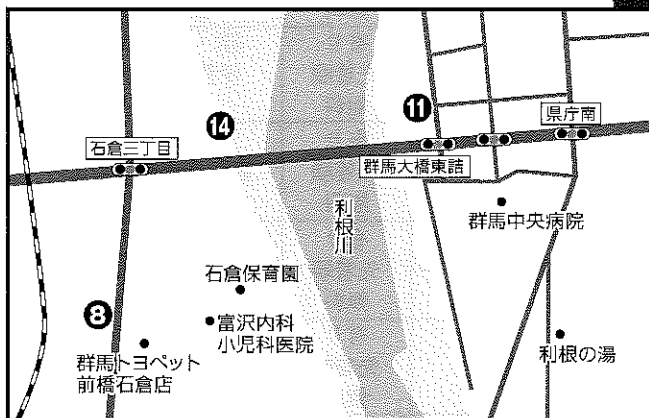 11
県庁南
14
石倉三丁目
群馬大橋東詰
利根川
群馬中央病院
石倉保育園
8
富沢内科
小児科医院
群馬トヨペット
前橋石倉店
利根の湯